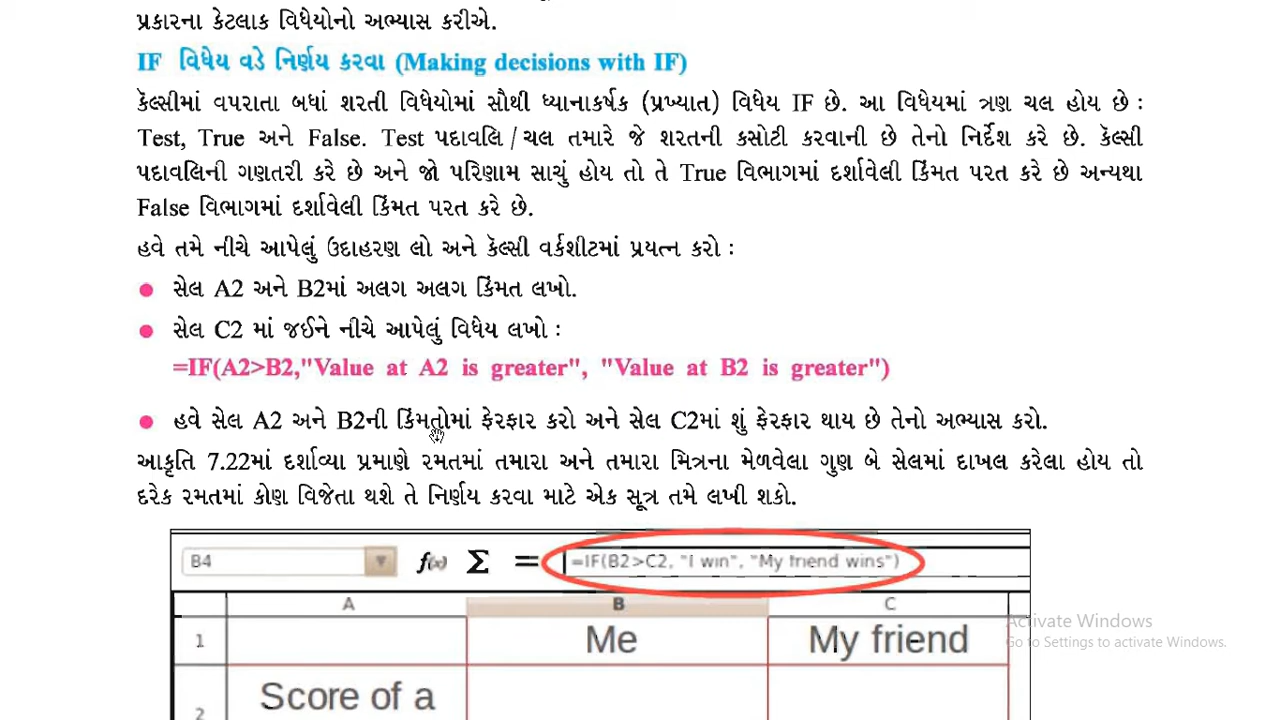 પ્રકારના કેટલાક વિધેયોનો અભ્યાસ કરીએ.
IF વિધેય વડે નિર્ણય કરવા (Making decisions with IF)
કૅલ્સીમાં વપરાતા બધાં શરતી વિધેયોમાં સૌથી ધ્યાનાકર્ષક (પ્રખ્યાત) વિધેય IF છે. આ વિધેયમાં ત્રણ ચલ હોય છે :
Test, True અને False. Test પદાવલિ / ચલ તમારે જે શરતની કસોટી કરવાની છે તેનો નિર્દેશ કરે છે. કૅલ્સી
પદાવલિની ગણતરી કરે છે અને જો પરિણામ સાચું હોય તો તે True વિભાગમાં દર્શાવેલી કિંમત પરત કરે છે અન્યથા
False વિભાગમાં દર્શાવેલી કિંમત પરત કરે છે.
હવે તમે નીચે આપેલું ઉદાહરણ લો અને કૅલ્સી વર્કશીટમાં પ્રયત્ન કરો :
● સેલ A2 અને B2માં અલગ અલગ કિંમત લખો.
● સેલ C2 માં જઈને નીચે આપેલું વિધેય લખો :
=IF(A2>B2,"Value at A2 is greater", "Value at B2 is greater")
● હવે સેલ A2 અને B2ની કિંમતોમાં ફેરફાર કરો અને સેલ C2માં શું ફેરફાર થાય છે તેનો અભ્યાસ કરો.
આકૃતિ 7.22માં દર્શાવ્યા પ્રમાણે રમતમાં તમારા અને તમારા મિત્રના મેળવેલા ગુણ બે સેલમાં દાખલ કરેલા હોય તો
દરેક રમતમાં કોણ વિજેતા થશે તે નિર્ણય કરવા માટે એક સૂત્ર તમે લખી શકો.
B4 f(x) Σ = =IF(B2>C2, "I win", "My friend wins")
A B C
1 Me My friend
Activate Windows
Go to Settings to activate Windows.
2 Score of a